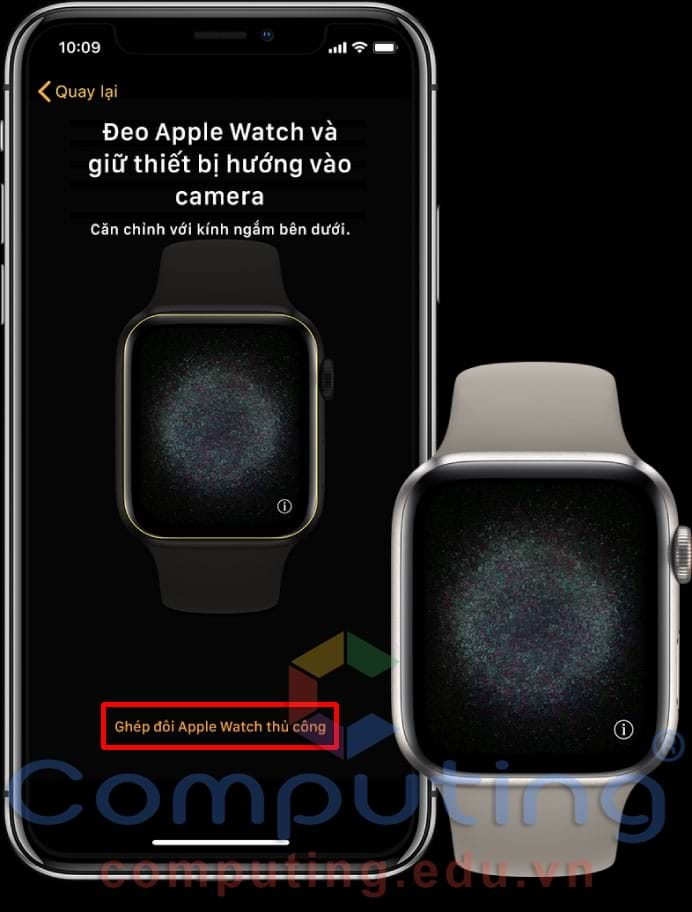 10:09
Quay lại
Đeo Apple Watch và
giữ thiết bị hướng vào
camera
Căn chỉnh với kính ngắm bên dưới.
Ghép đôi Apple Watch thủ công
Computing®
computing.edu.vn